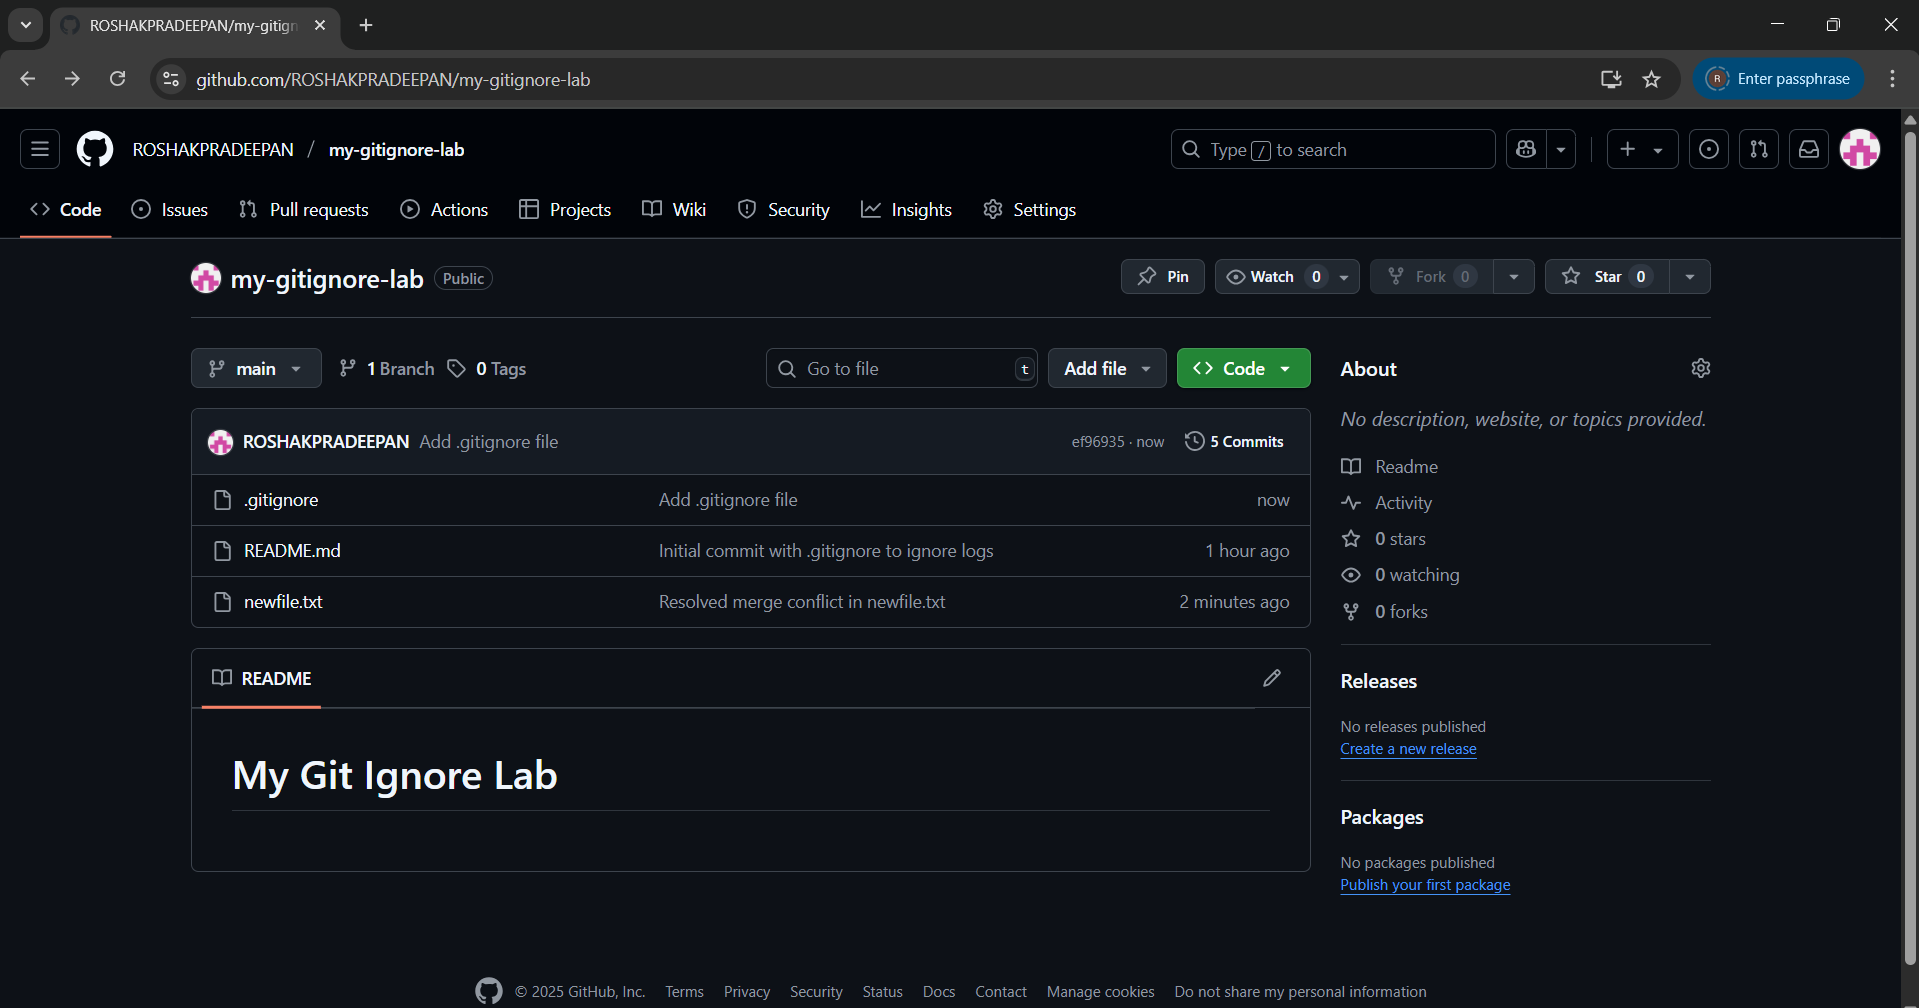 ROSHAKPRADEEPAN/my-gitign
github.com/ROSHAKPRADEEPAN/my-gitignore-lab
R Enter passphrase
ROSHAKPRADEEPAN / my-gitignore-lab
Type / to search
Code Issues Pull requests Actions Projects Wiki Security Insights Settings
my-gitignore-lab Public
Pin Watch 0 Fork 0 Star 0
main 1 Branch 0 Tags Go to file t Add file Code
ROSHAKPRADEEPAN Add .gitignore file ef96935 · now 5 Commits
.gitignore Add .gitignore file now
README.md Initial commit with .gitignore to ignore logs 1 hour ago
newfile.txt Resolved merge conflict in newfile.txt 2 minutes ago
README
My Git Ignore Lab
About
No description, website, or topics provided.
Readme
Activity
0 stars
0 watching
0 forks
Releases
No releases published
Create a new release
Packages
No packages published
Publish your first package
© 2025 GitHub, Inc. Terms Privacy Security Status Docs Contact Manage cookies Do not share my personal information